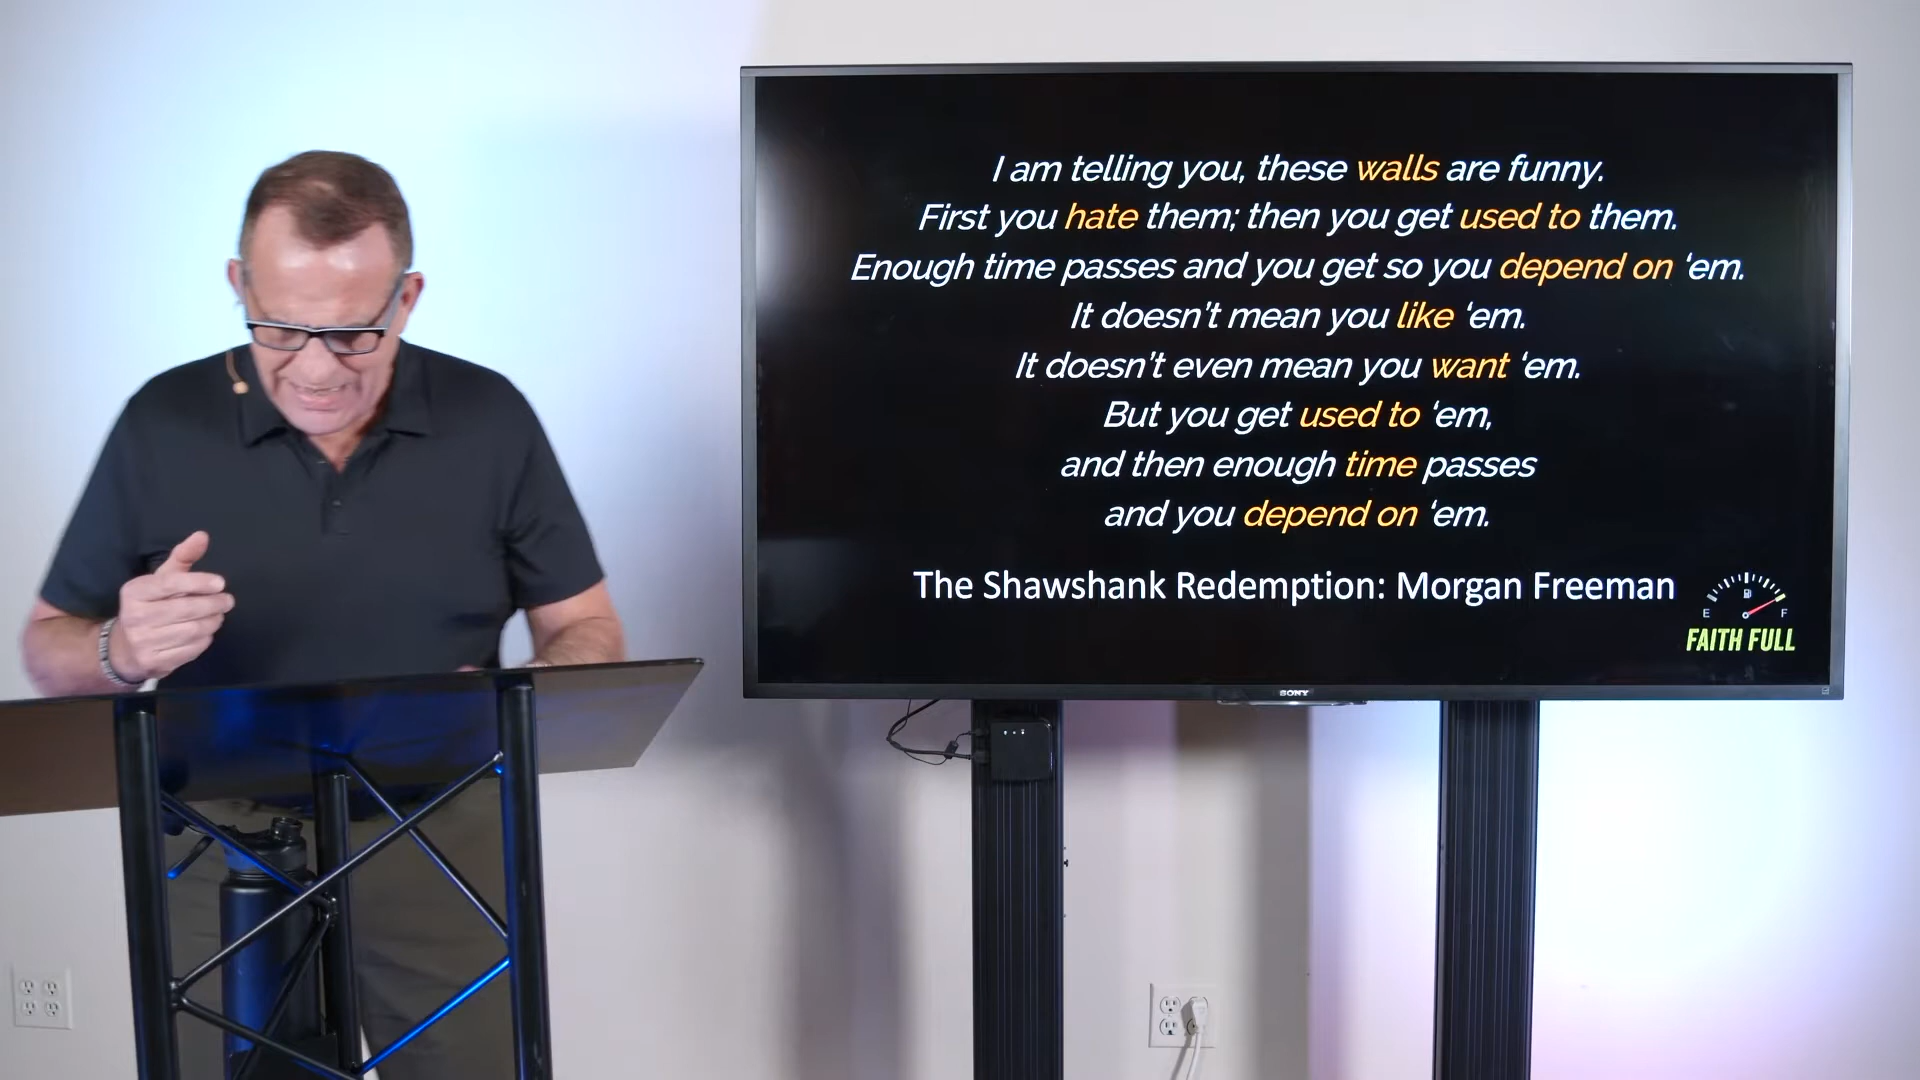 I am telling you, these walls are funny.
First you hate them; then you get used to them.
Enough time passes and you get so you depend on ‘em.
It doesn’t mean you like ‘em.
It doesn’t even mean you want ‘em.
But you get used to ‘em,
and then enough time passes
and you depend on ‘em.
The Shawshank Redemption: Morgan Freeman
E F
FAITH FULL
SONY